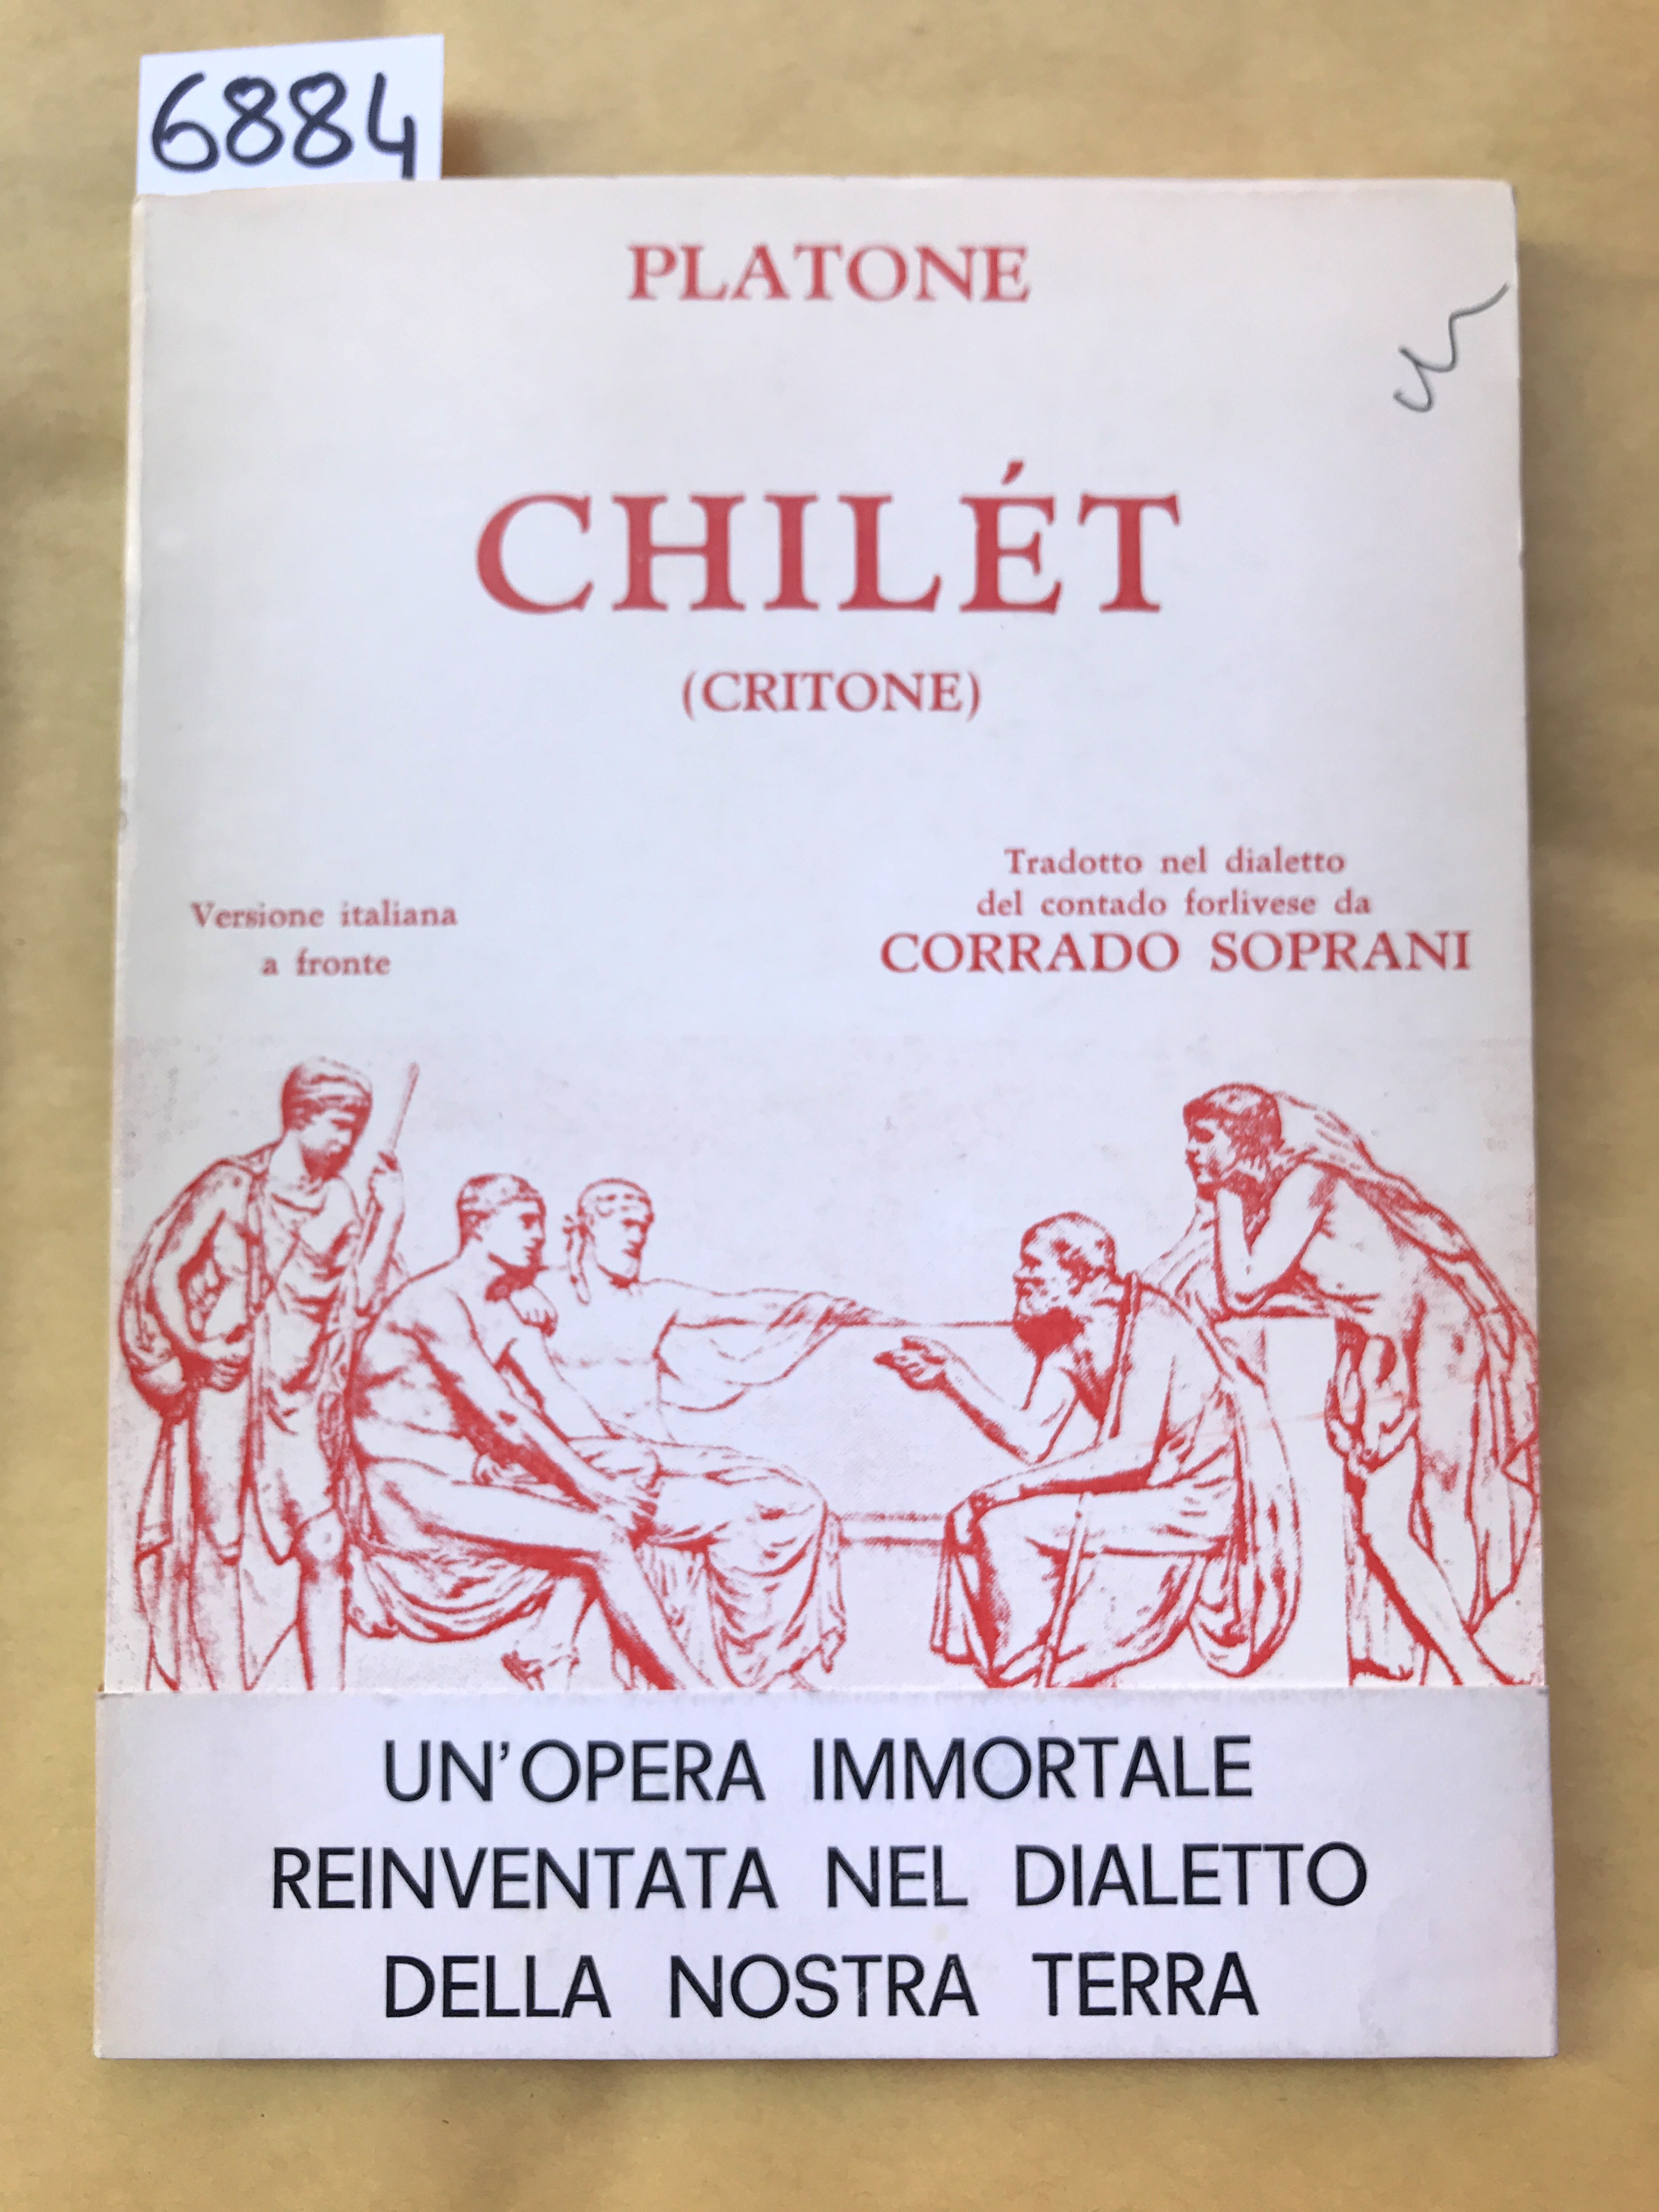 6884
PLATONE
CHILÉT
(CRITONE)
Versione italiana
a fronte
Tradotto nel dialetto
del contado forlivese da
CORRADO SOPRANI
UN'OPERA IMMORTALE
REINVENTATA NEL DIALETTO
DELLA NOSTRA TERRA